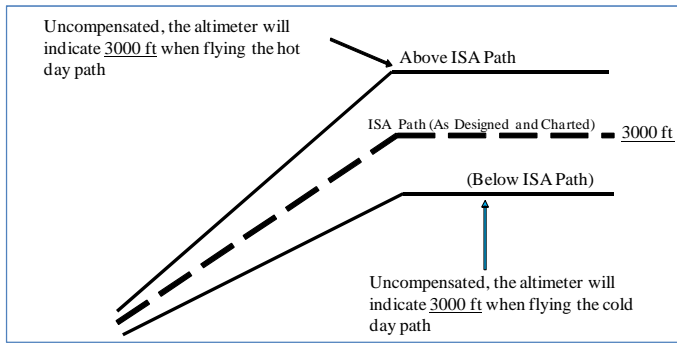 Uncompensated, the altimeter will
indicate 3000 ft when flying the hot
day path
Above ISA Path
ISA Path (As Designed and Charted)
3000 ft
(Below ISA Path)
Uncompensated, the altimeter will
indicate 3000 ft when flying the cold
day path